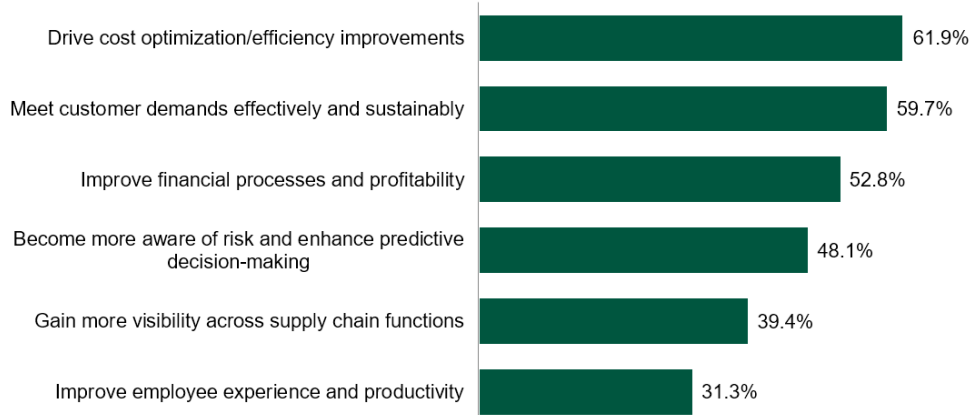 Drive cost optimization/efficiency improvements 61.9%
Meet customer demands effectively and sustainably 59.7%
Improve financial processes and profitability 52.8%
Become more aware of risk and enhance predictive
decision-making 48.1%
Gain more visibility across supply chain functions 39.4%
Improve employee experience and productivity 31.3%